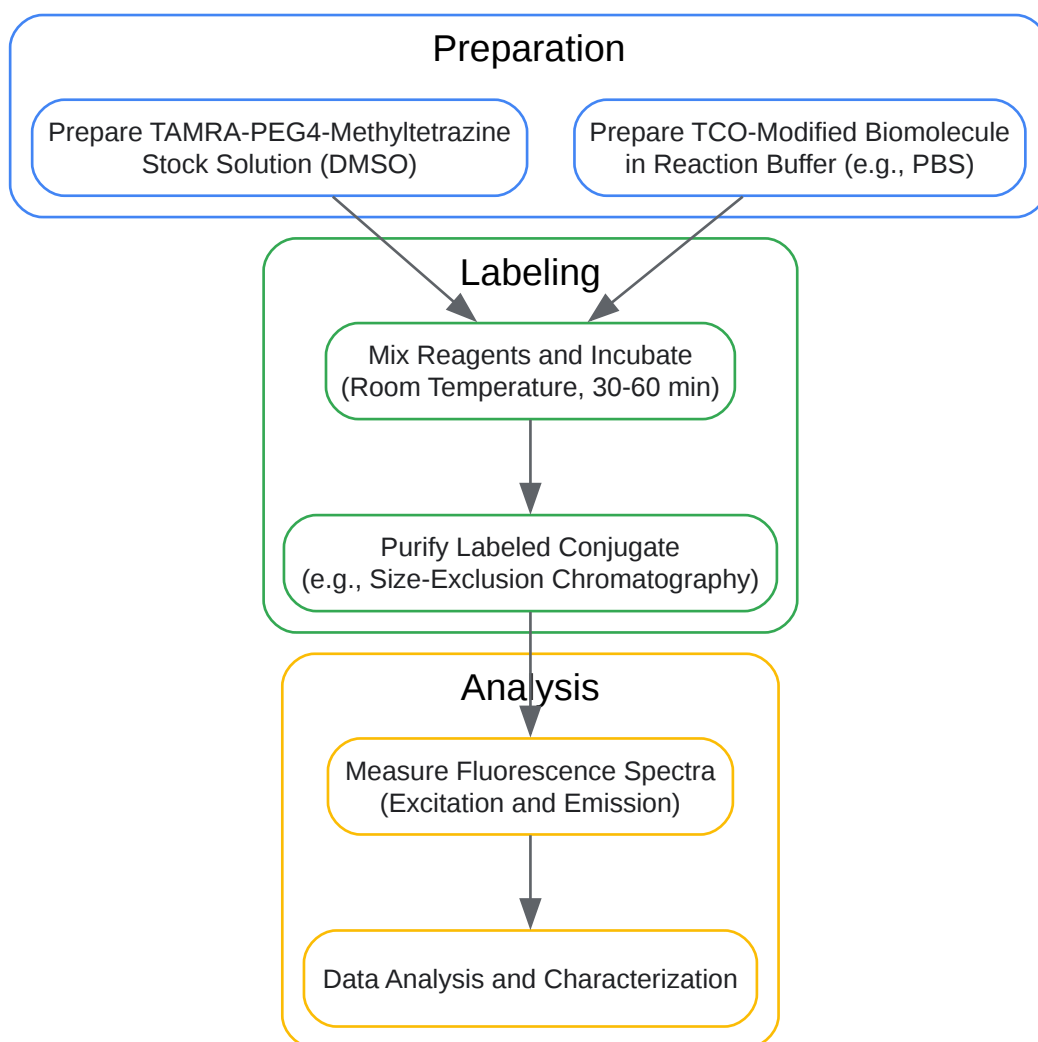 Preparation
Prepare TAMRA-PEG4-Methyltetrazine
Stock Solution (DMSO)
Prepare TCO-Modified Biomolecule
in Reaction Buffer (e.g., PBS)
Labeling
Mix Reagents and Incubate
(Room Temperature, 30-60 min)
Purify Labeled Conjugate
(e.g., Size-Exclusion Chromatography)
Analysis
Measure Fluorescence Spectra
(Excitation and Emission)
Data Analysis and Characterization